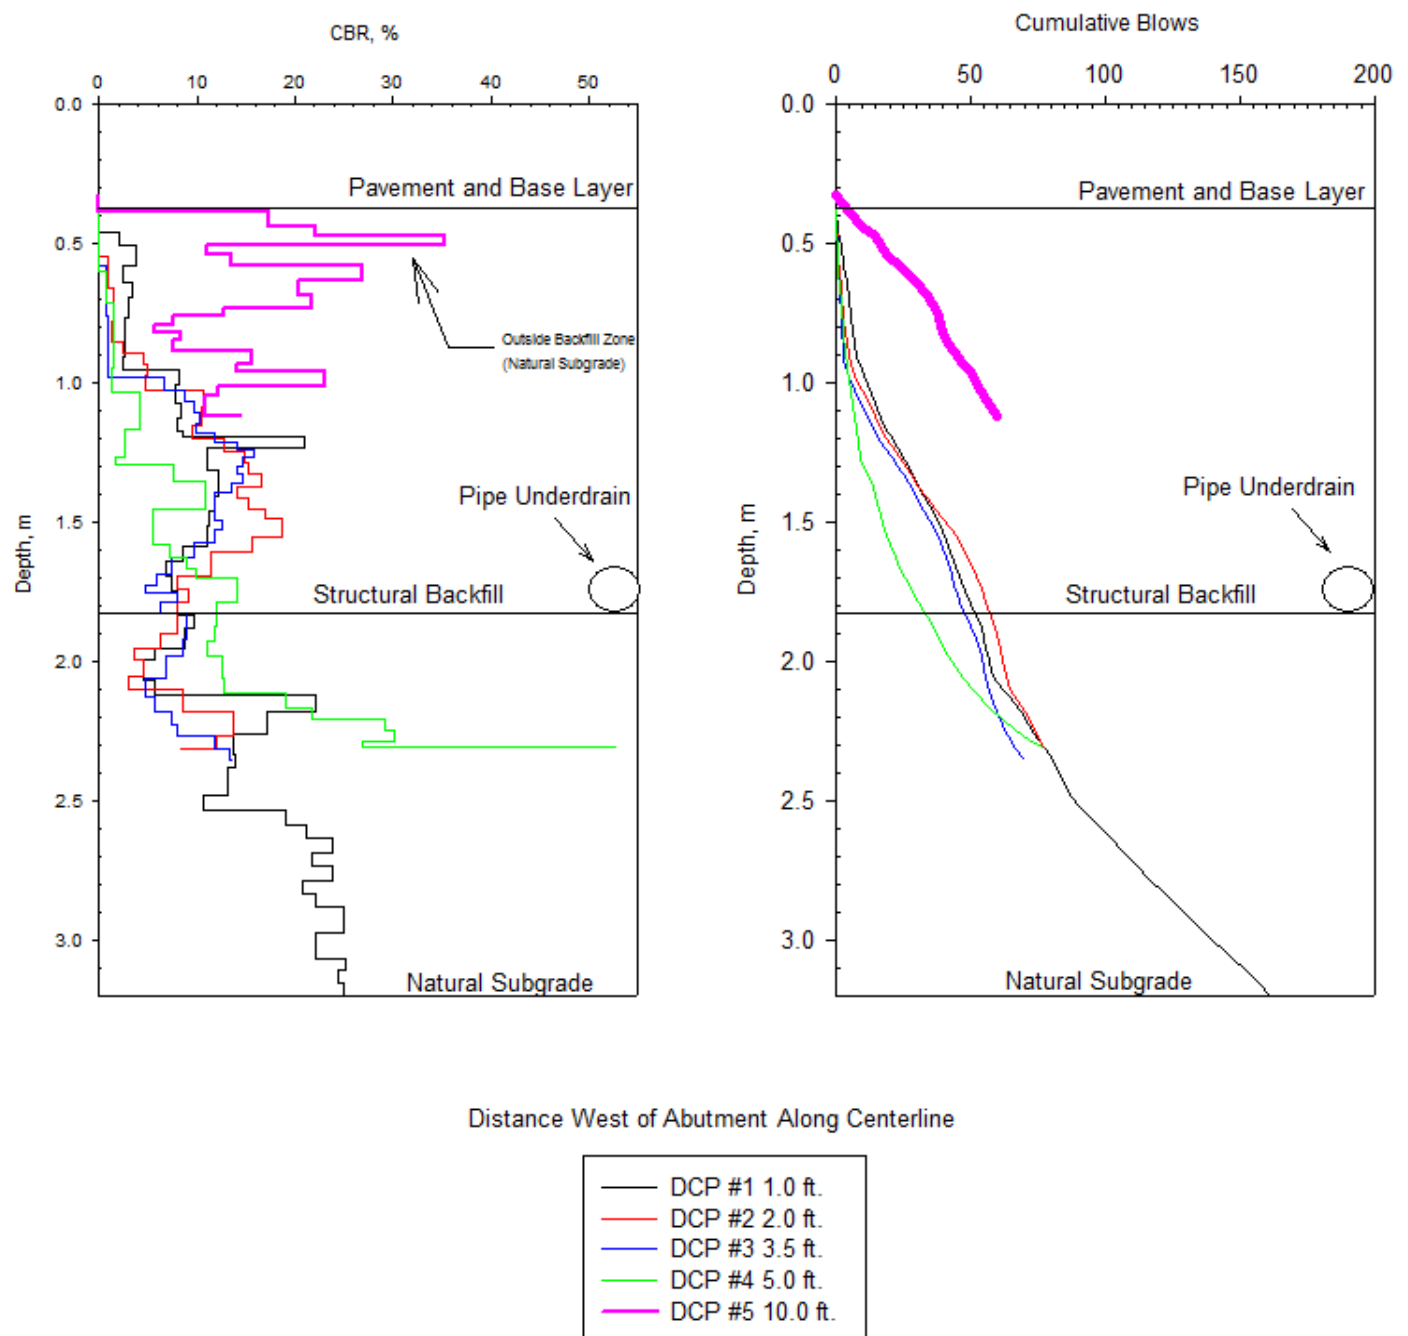 CBR, %
0 10 20 30 40 50
0.0
0.5
1.0
1.5
2.0
2.5
3.0
Depth, m
Pavement and Base Layer
Outside Backfill Zone
(Natural Subgrade)
Pipe Underdrain
Structural Backfill
Natural Subgrade
Cumulative Blows
0 50 100 150 200
0.0
0.5
1.0
1.5
2.0
2.5
3.0
Depth, m
Pavement and Base Layer
Pipe Underdrain
Structural Backfill
Natural Subgrade
Distance West of Abutment Along Centerline
DCP #1 1.0 ft.
DCP #2 2.0 ft.
DCP #3 3.5 ft.
DCP #4 5.0 ft.
DCP #5 10.0 ft.